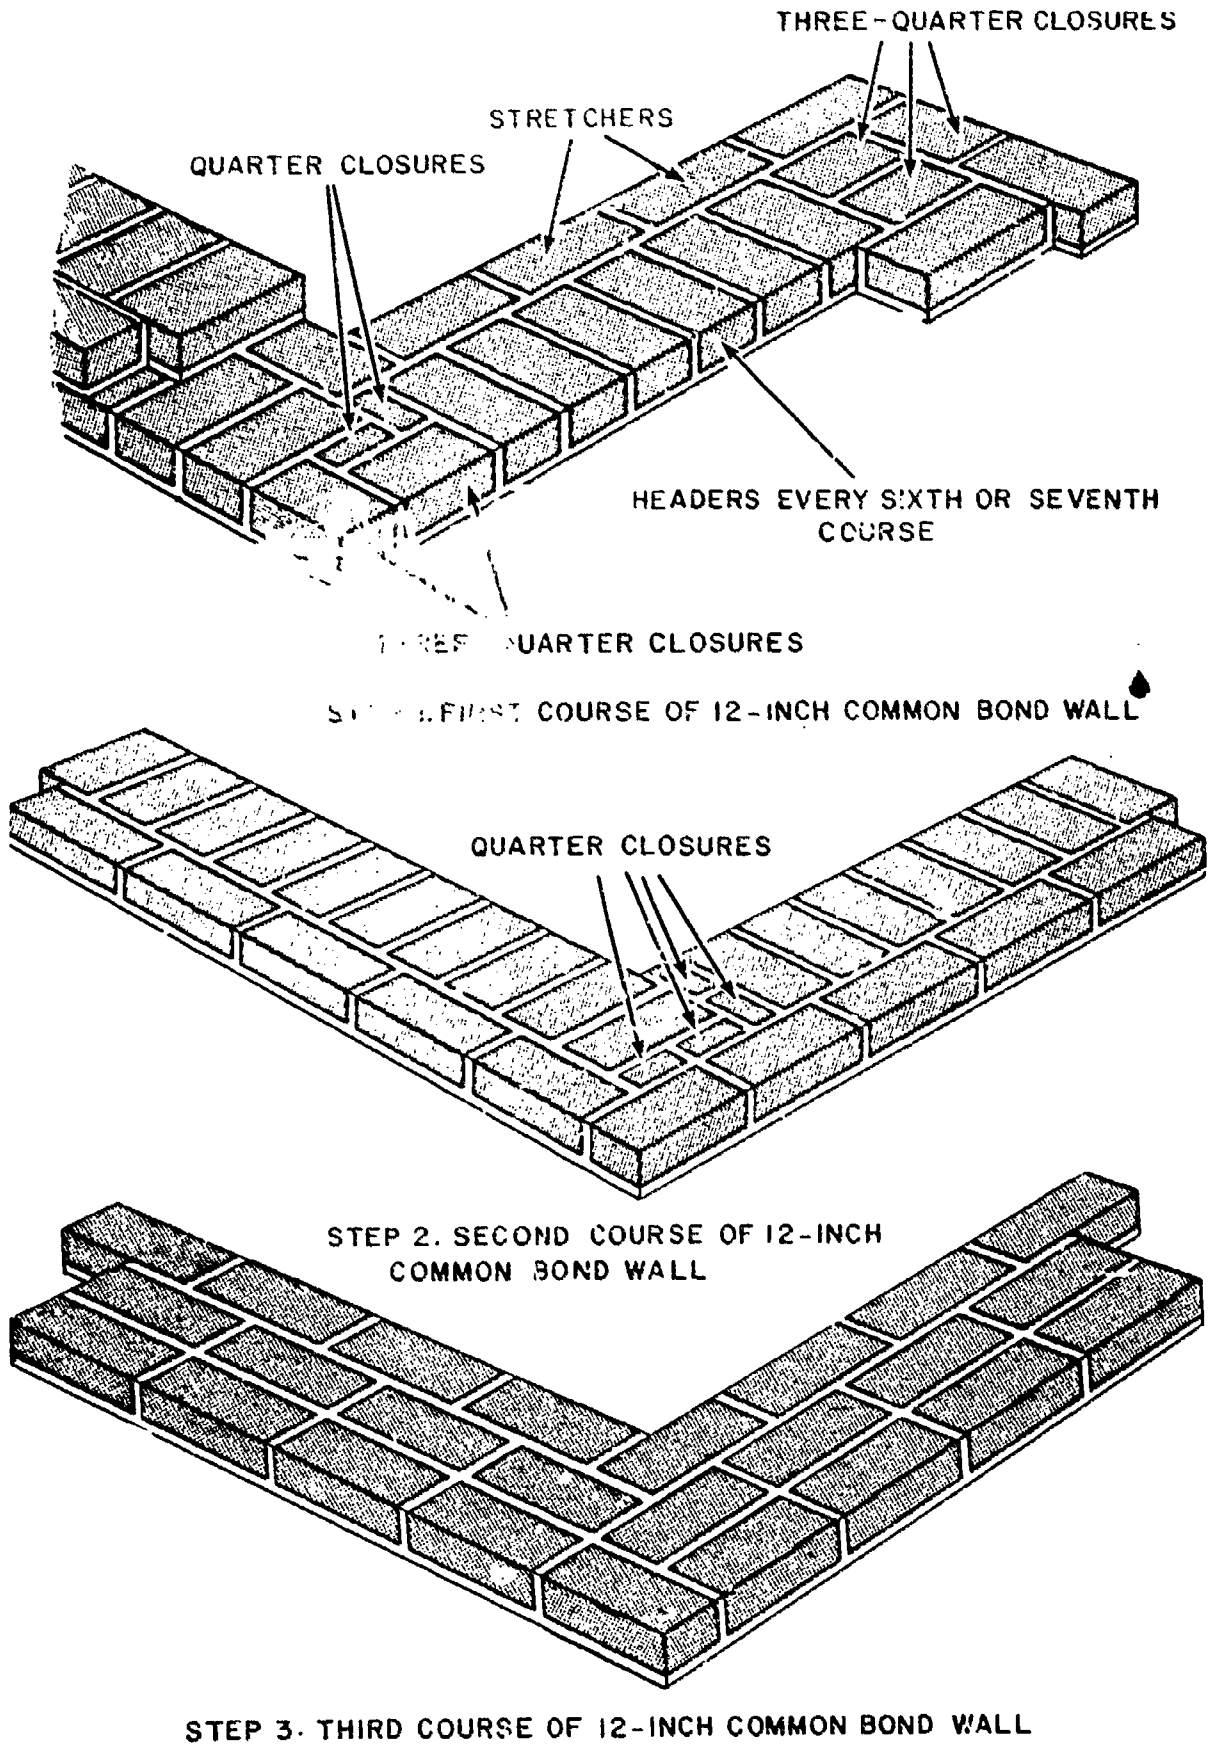 THREE-QUARTER CLOSURES
STRETCHERS
QUARTER CLOSURES
HEADERS EVERY SIXTH OR SEVENTH
COURSE
CLOSURES
COURSE OF 12-INCH COMMON BOND WALL
QUARTER CLOSURES
STEP 2. SECOND COURSE OF 12-INCH
COMMON BOND WALL
STEP 3. THIRD COURSE OF 12-INCH COMMON BOND WALL